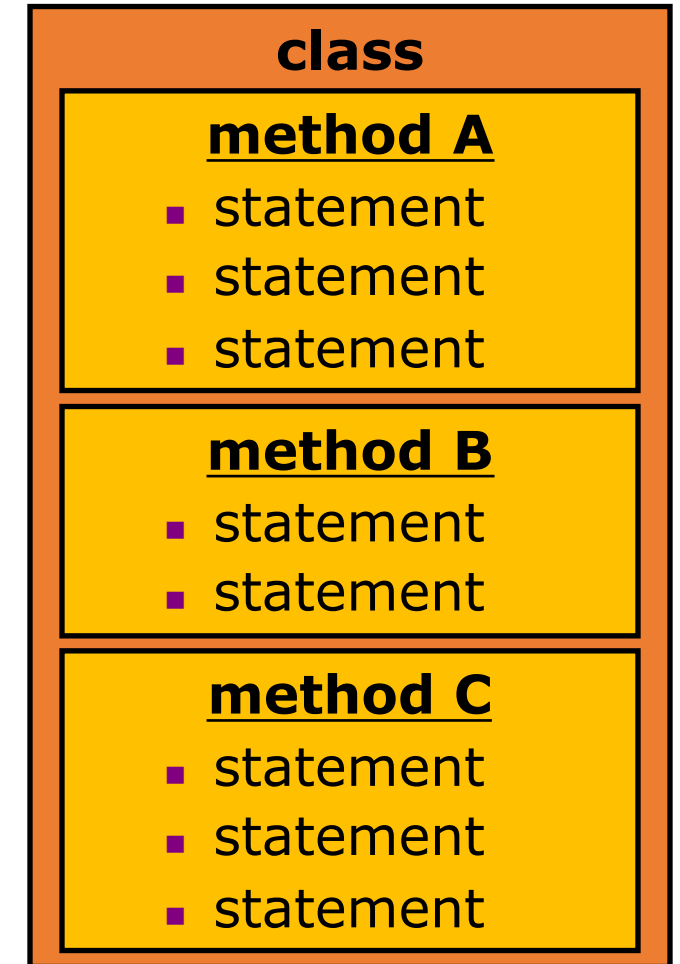 class
method A
statement
statement
statement
method B
statement
statement
method C
statement
statement
statement